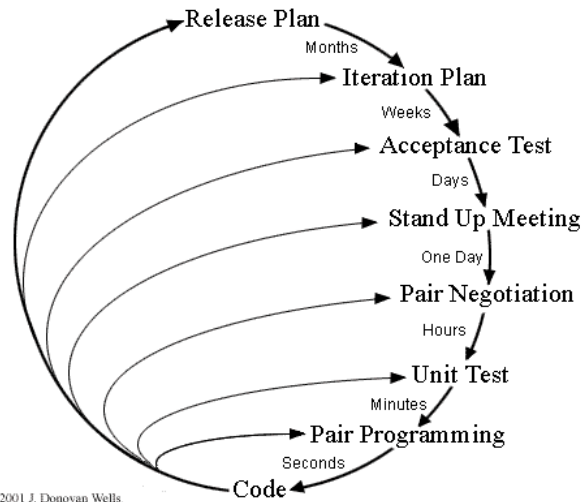 Release Plan
Months
Iteration Plan
Weeks
Acceptance Test
Days
Stand Up Meeting
One Day
Pair Negotiation
Hours
Unit Test
Minutes
Pair Programming
Seconds
Code
2001 J. Donovan Wells